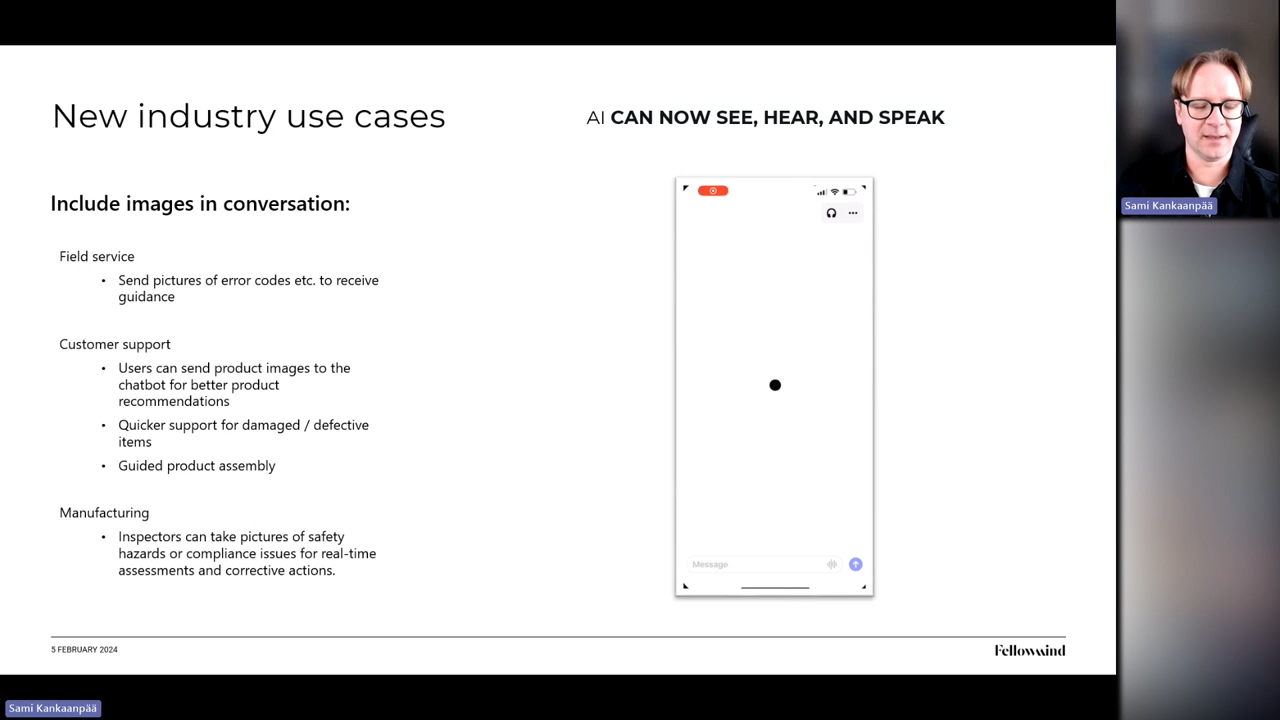 New industry use cases
AI CAN NOW SEE, HEAR, AND SPEAK
Include images in conversation:
Field service
• Send pictures of error codes etc. to receive
guidance
Customer support
• Users can send product images to the
chatbot for better product
recommendations
• Quicker support for damaged / defective
items
• Guided product assembly
Manufacturing
• Inspectors can take pictures of safety
hazards or compliance issues for real-time
assessments and corrective actions.
Message
5 FEBRUARY 2024
Fellowmind
Sami Kankaanpää
Sami Kankaanpää